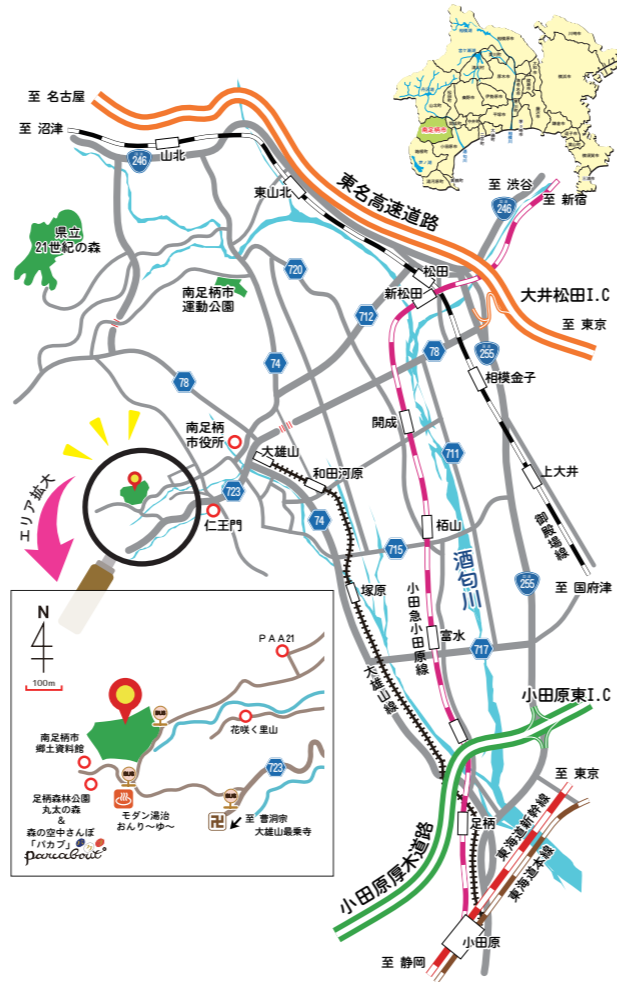 至 名古屋
至 沼津
246
山北
東山北
東名高速道路
南足柄市
至 渋谷
246
至 新宿
県立
21世紀の森
720
南足柄市
運動公園
松田
新松田
大井松田I.C
至 東京
712
255
78
74
78
相模金子
開成
南足柄
市役所
大雄山
和田河原
711
上大井
エリア拡大
723
仁王門
74
715
栢山
御殿場線
酒匂川
255
至 国府津
塚原
小田急小田原線
富水
717
大雄山線
小田原東I.C
N
100m
PAA21
南足柄市
郷土資料館
花咲く里山
723
足柄森林公園
丸太の森
&
森の空中さんぽ
「パカブ」
parcabout
モダン湯治
おんり〜ゆ〜
至 曹洞宗
大雄山最乗寺
至 東京
東海道新幹線
東海道本線
足柄
小田原厚木道路
小田原
至 静岡